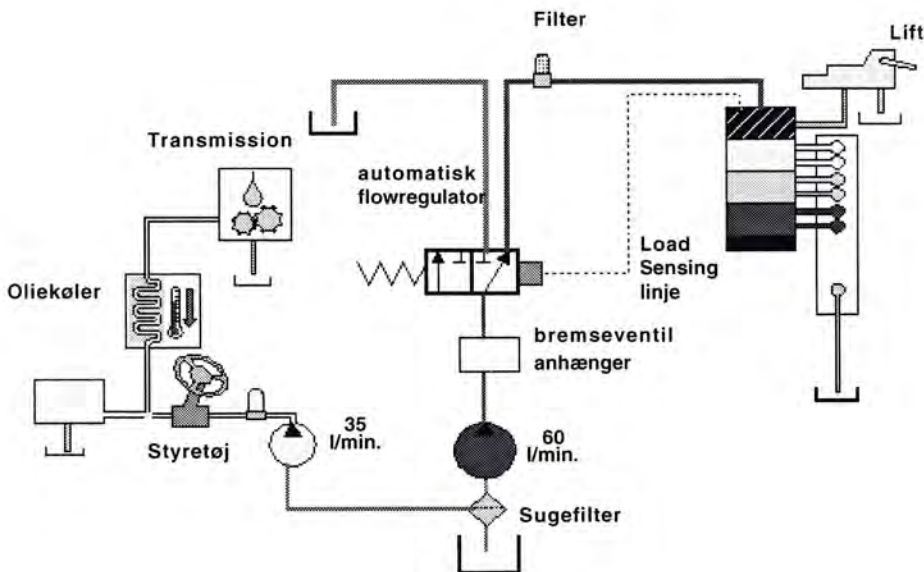 Filter
Lift
Transmission
automatisk
flowregulator
Load
Sensing
linje
Oliekøler
bremseventil
anhænger
35
l/min.
60
l/min.
Styretøj
Sugefilter